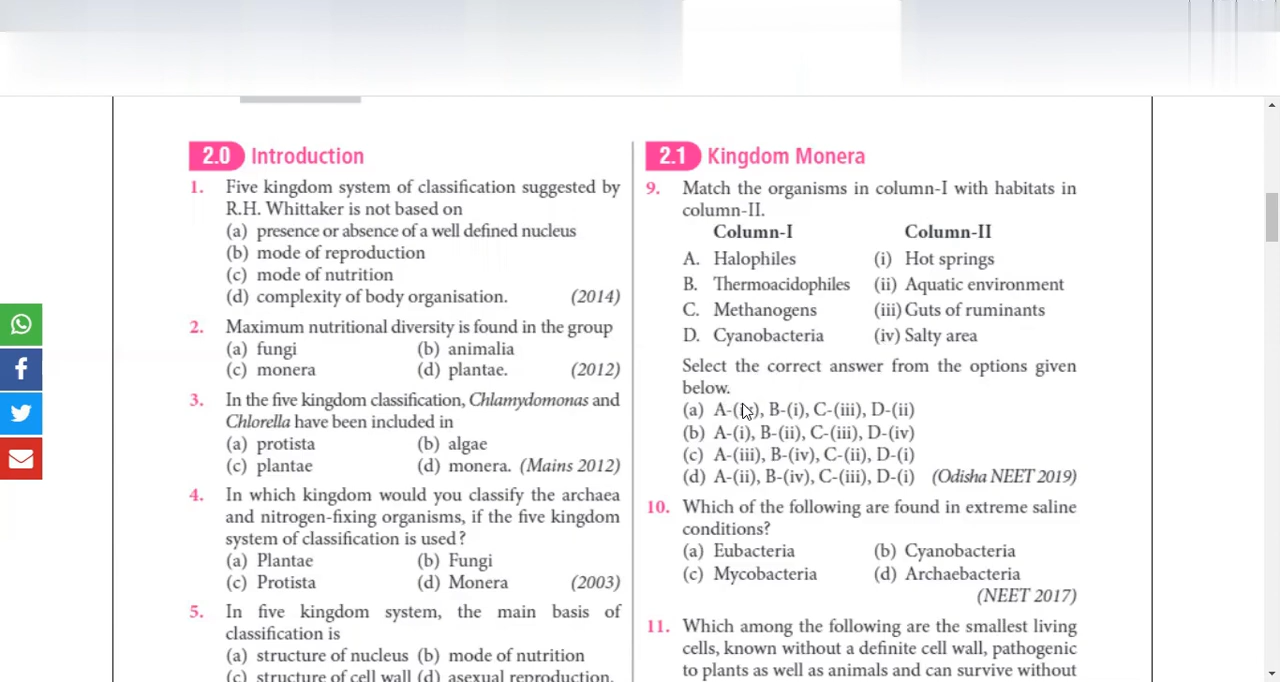 2.0 Introduction
1. Five kingdom system of classification suggested by
R.H. Whittaker is not based on
(a) presence or absence of a well defined nucleus
(b) mode of reproduction
(c) mode of nutrition
(d) complexity of body organisation. (2014)
2. Maximum nutritional diversity is found in the group
(a) fungi (b) animalia
(c) monera (d) plantae. (2012)
3. In the five kingdom classification, Chlamydomonas and
Chlorella have been included in
(a) protista (b) algae
(c) plantae (d) monera. (Mains 2012)
4. In which kingdom would you classify the archaea
and nitrogen-fixing organisms, if the five kingdom
system of classification is used?
(a) Plantae (b) Fungi
(c) Protista (d) Monera (2003)
5. In five kingdom system, the main basis of
classification is
(a) structure of nucleus (b) mode of nutrition
(c) structure of cell wall (d) asexual reproduction.
2.1 Kingdom Monera
9. Match the organisms in column-I with habitats in
column-II.
Column-I Column-II
A. Halophiles (i) Hot springs
B. Thermoacidophiles (ii) Aquatic environment
C. Methanogens (iii) Guts of ruminants
D. Cyanobacteria (iv) Salty area
Select the correct answer from the options given
below.
(a) A-(iv), B-(i), C-(iii), D-(ii)
(b) A-(i), B-(ii), C-(iii), D-(iv)
(c) A-(iii), B-(iv), C-(ii), D-(i)
(d) A-(ii), B-(iv), C-(iii), D-(i) (Odisha NEET 2019)
10. Which of the following are found in extreme saline
conditions?
(a) Eubacteria (b) Cyanobacteria
(c) Mycobacteria (d) Archaebacteria
(NEET 2017)
11. Which among the following are the smallest living
cells, known without a definite cell wall, pathogenic
to plants as well as animals and can survive without